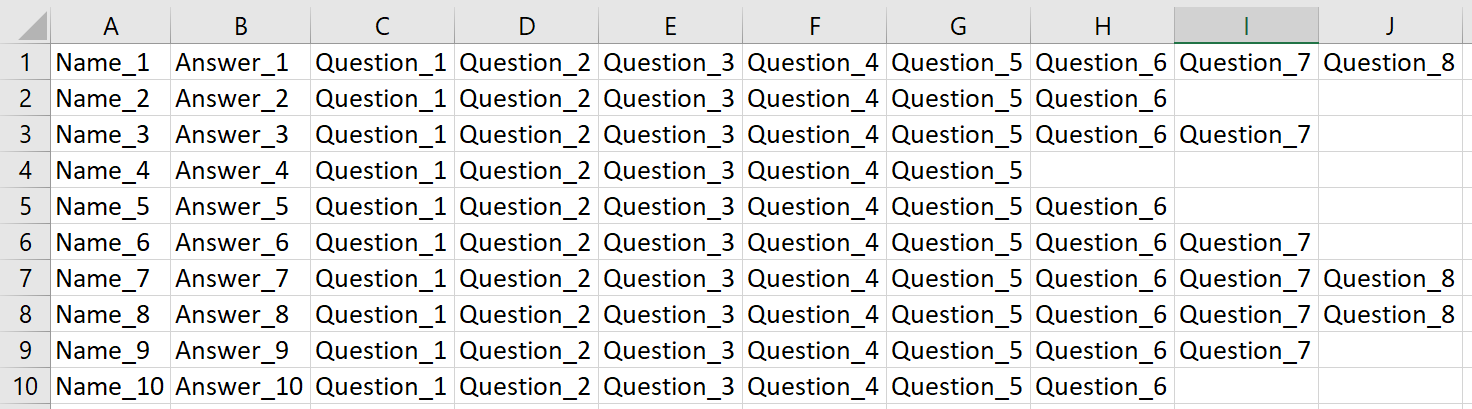 A B C D E F G H I J
1 Name_1 Answer_1 Question_1 Question_2 Question_3 Question_4 Question_5 Question_6 Question_7 Question_8
2 Name_2 Answer_2 Question_1 Question_2 Question_3 Question_4 Question_5 Question_6
3 Name_3 Answer_3 Question_1 Question_2 Question_3 Question_4 Question_5 Question_6 Question_7
4 Name_4 Answer_4 Question_1 Question_2 Question_3 Question_4 Question_5
5 Name_5 Answer_5 Question_1 Question_2 Question_3 Question_4 Question_5 Question_6
6 Name_6 Answer_6 Question_1 Question_2 Question_3 Question_4 Question_5 Question_6 Question_7
7 Name_7 Answer_7 Question_1 Question_2 Question_3 Question_4 Question_5 Question_6 Question_7 Question_8
8 Name_8 Answer_8 Question_1 Question_2 Question_3 Question_4 Question_5 Question_6 Question_7 Question_8
9 Name_9 Answer_9 Question_1 Question_2 Question_3 Question_4 Question_5 Question_6 Question_7
10 Name_10 Answer_10 Question_1 Question_2 Question_3 Question_4 Question_5 Question_6